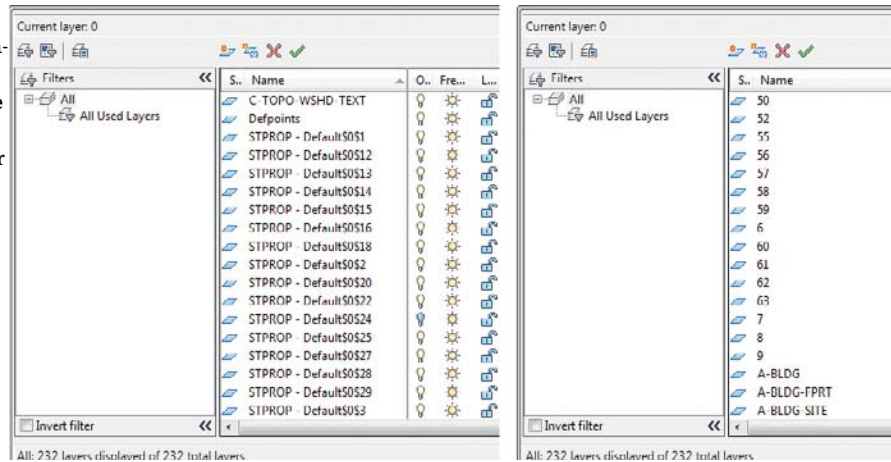 Current layer: 0
Filters
All
All Used Layers
S.. Name O.. Fre... L...
C-TOPO-WSHD-TEXT
Defpoints
STPROP - Default$0$1
STPROP - Default$0$12
STPROP - Default$0$13
STPROP - Default$0$14
STPROP - Default$0$15
STPROP - Default$0$16
STPROP - Default$0$18
STPROP - Default$0$2
STPROP - Default$0$20
STPROP - Default$0$22
STPROP - Default$0$24
STPROP - Default$0$25
STPROP - Default$0$27
STPROP - Default$0$28
STPROP - Default$0$29
STPROP - Default$0$3
Invert filter
All: 232 layers displayed of 232 total layers
Current layer: 0
Filters
All
All Used Layers
S.. Name
50
52
55
56
57
58
59
6
60
61
62
63
7
8
9
A-BLDG
A-BLDG-FPRT
A-BLDG-SITE
Invert filter
All: 232 layers displayed of 232 total layers